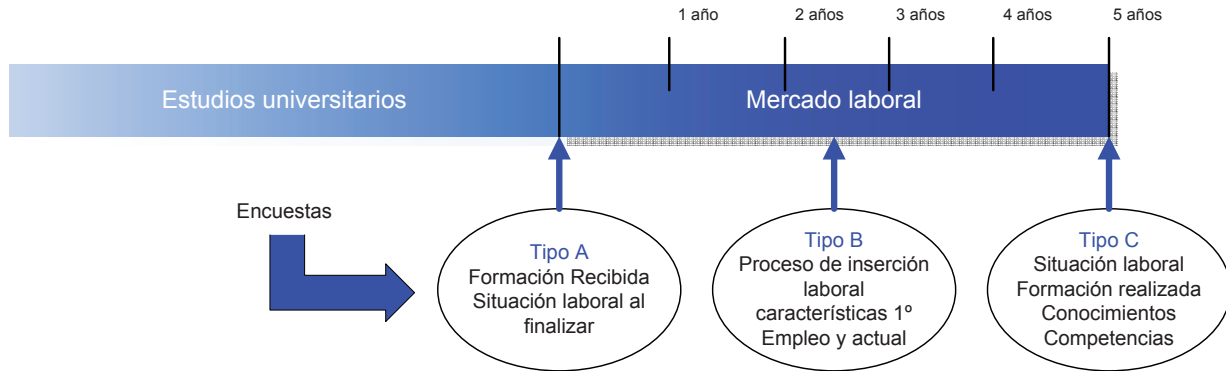 1 año
2 años
3 años
4 años
5 años
Estudios universitarios
Mercado laboral
Encuestas
Tipo A
Formación Recibida
Situación laboral al
finalizar
Tipo B
Proceso de inserción
laboral
características 1º
Empleo y actual
Tipo C
Situación laboral
Formación realizada
Conocimientos
Competencias